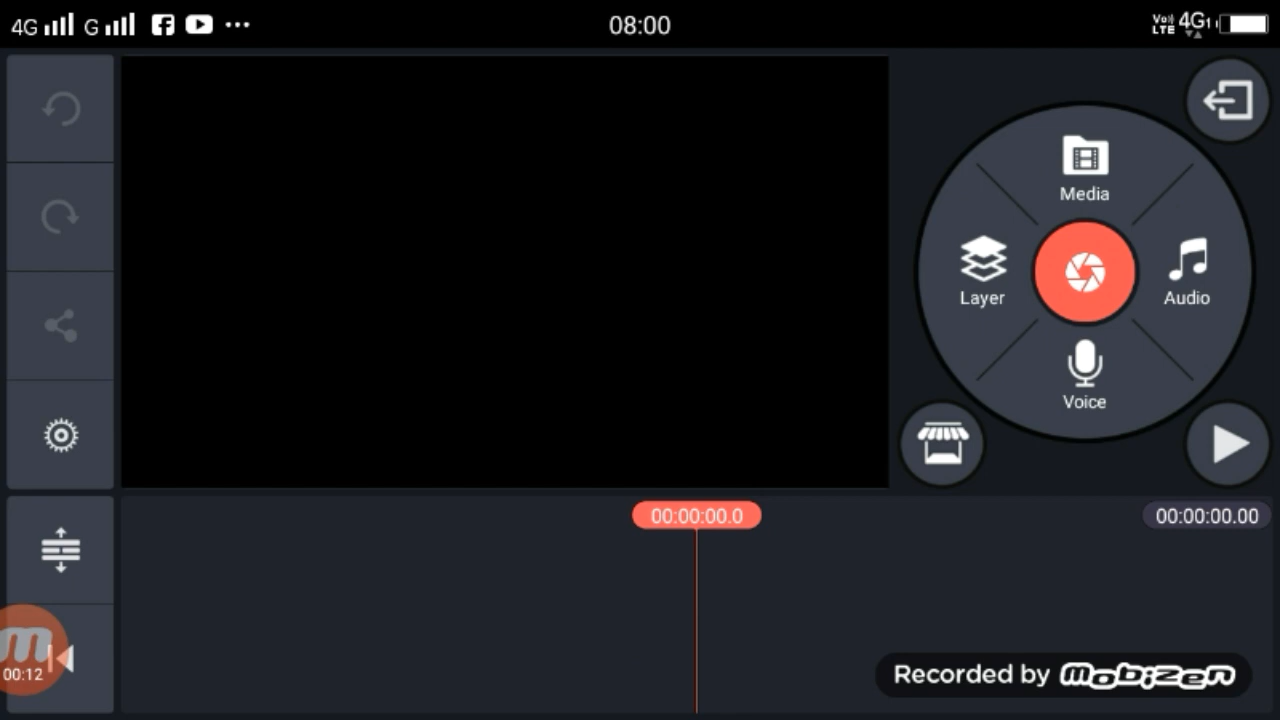 4G G 08:00 Vo)) LTE 4G1
Media
Layer
Audio
Voice
00:00:00.0
00:00:00.00
m
00:12
Recorded by mobizen